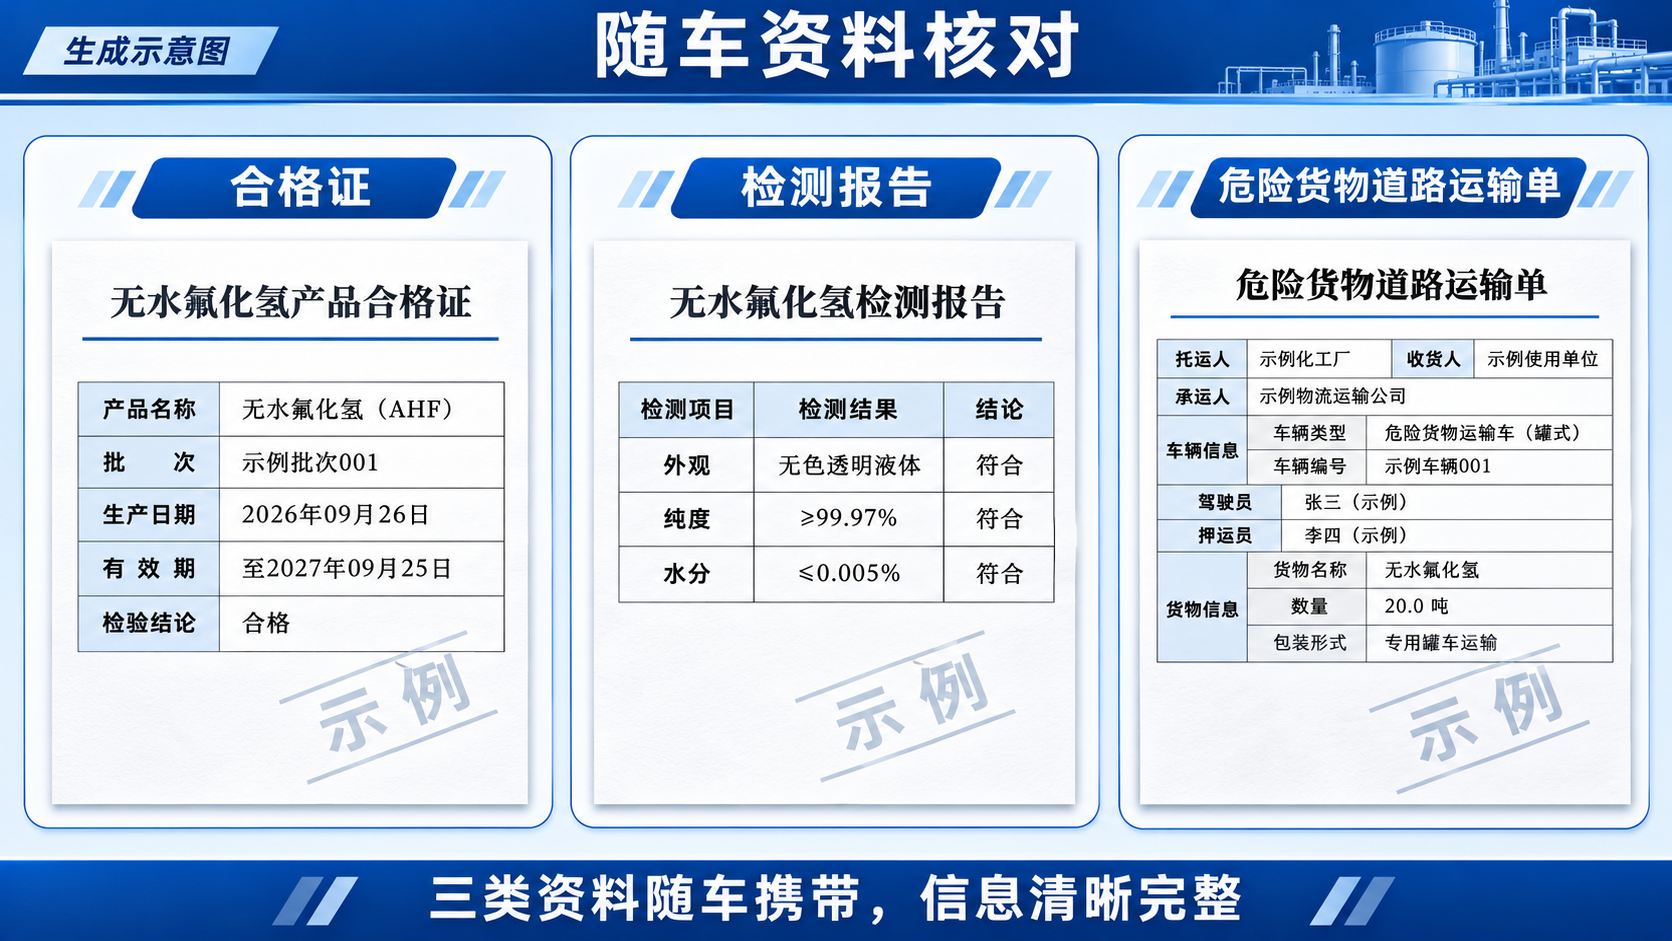 生成示意图
随车资料核对
合格证
无水氟化氢产品合格证
产品名称 无水氟化氢（AHF）
批 次 示例批次001
生产日期 2026年09月26日
有 效 期 至2027年09月25日
检验结论 合格
示例
检测报告
无水氟化氢检测报告
检测项目 检测结果 结论
外观 无色透明液体 符合
纯度 ≥99.97% 符合
水分 ≤0.005% 符合
示例
危险货物道路运输单
危险货物道路运输单
托运人 示例化工厂 收货人 示例使用单位
承运人 示例物流运输公司
车辆信息 车辆类型 危险货物运输车（罐式）
车辆编号 示例车辆001
驾驶员 张三（示例）
押运员 李四（示例）
货物信息 货物名称 无水氟化氢
数量 20.0 吨
包装形式 专用罐车运输
示例
三类资料随车携带，信息清晰完整